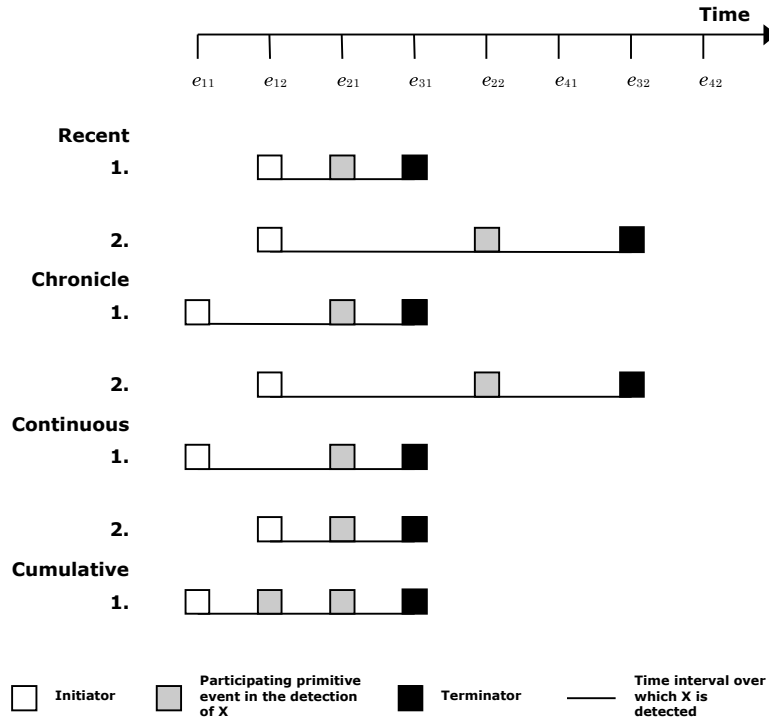 Time
e11 e12 e21 e31 e22 e41 e32 e42
Recent
1.
2.
Chronicle
1.
2.
Continuous
1.
2.
Cumulative
1.
Initiator
Participating primitive
event in the detection
of X
Terminator
Time interval over
which X is
detected